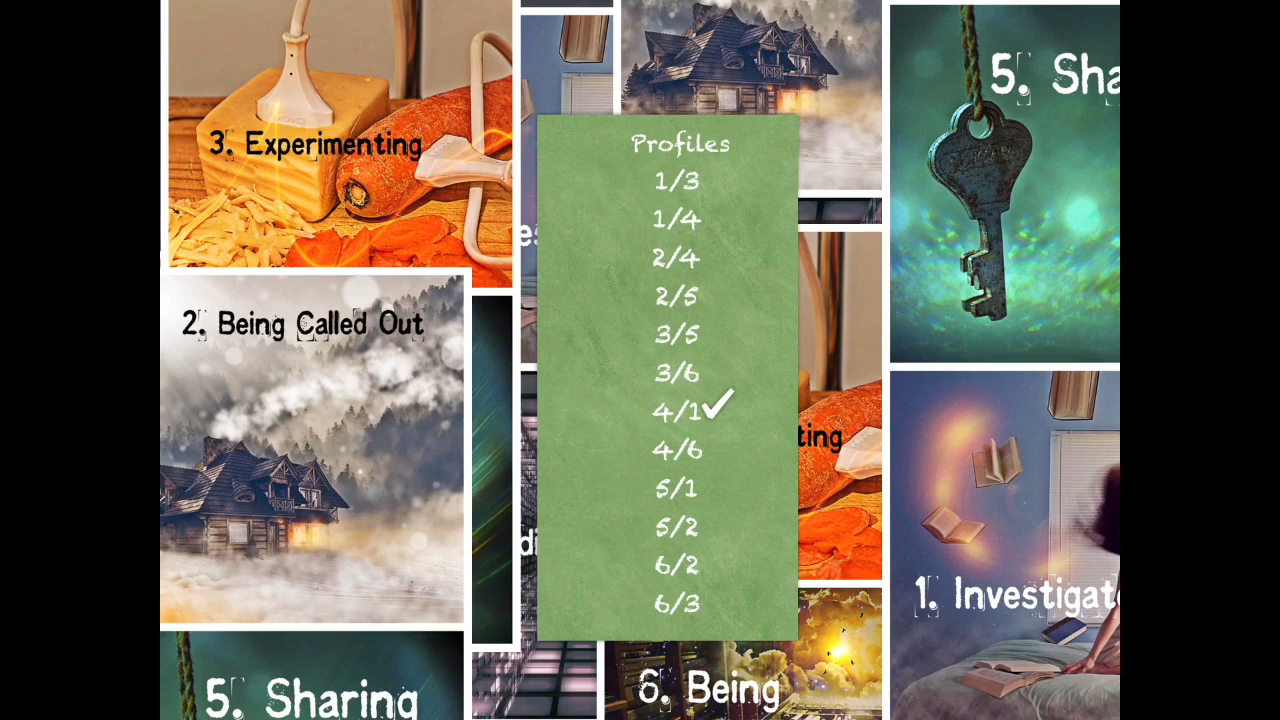 3. Experimenting
2. Being Called Out
5. Sharing
Profiles
1/3
1/4
2/4
2/5
3/5
3/6
4/1
4/6
5/1
5/2
6/2
6/3
ting
6. Being
5. Sha
1. Investigat